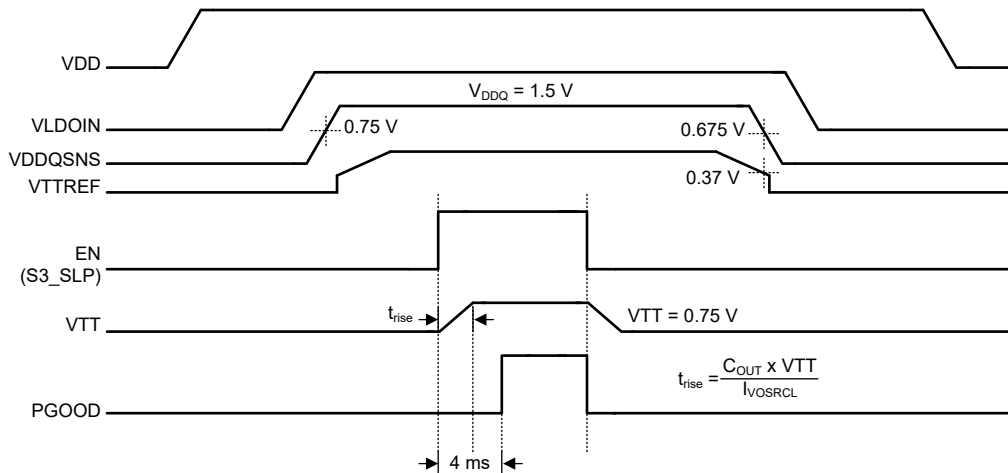 VDD
V_DDQ = 1.5 V
VLDOIN
0.75 V
0.675 V
VDDQSNS
VTTREF
0.37 V
EN
(S3_SLP)
t_rise
VTT
VTT = 0.75 V
t_rise = C_OUT x VTT
I_VOSRCL
PGOOD
4 ms